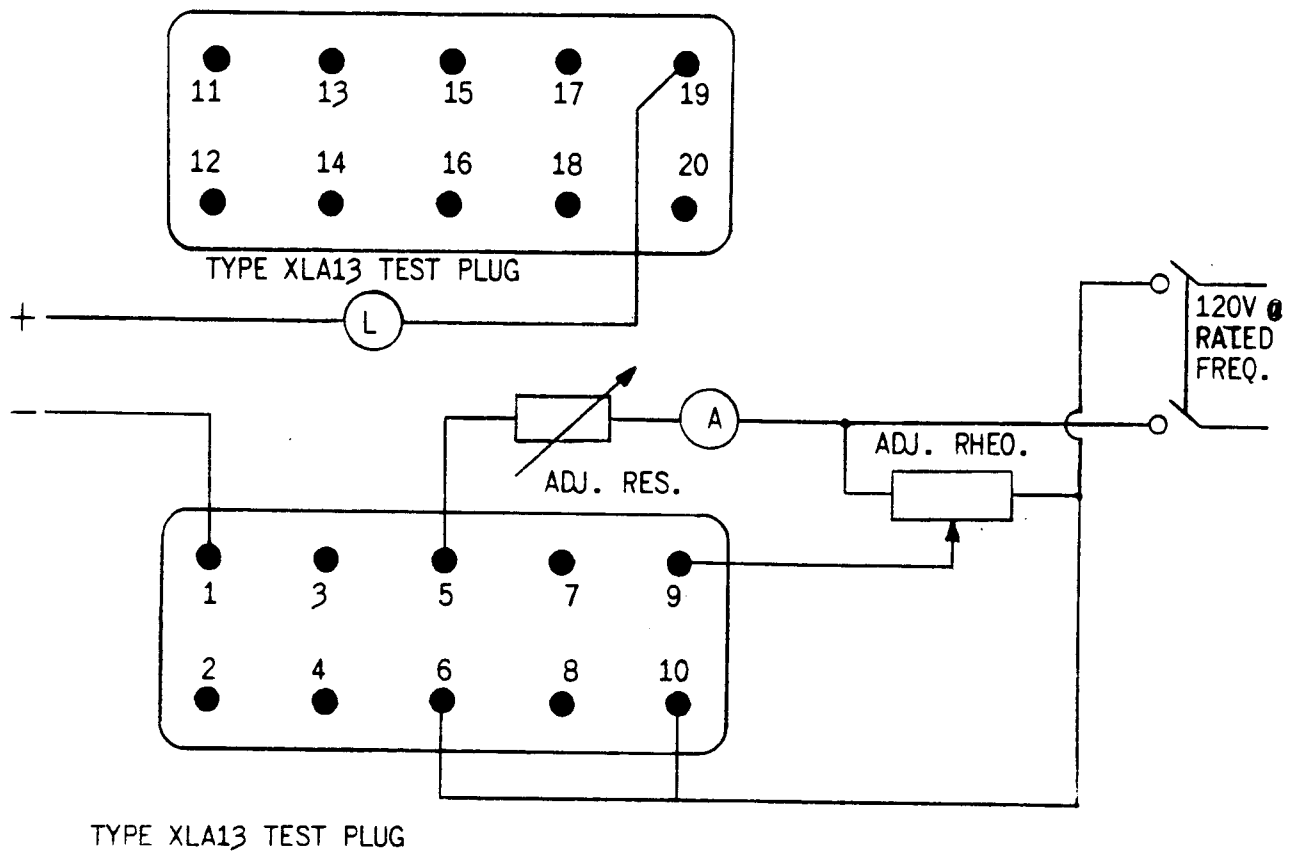 11 13 15 17 19
12 14 16 18 20
TYPE XLA13 TEST PLUG
+
L
120V @
RATED
FREQ.
—
A
ADJ. RHEO.
ADJ. RES.
1 3 5 7 9
2 4 6 8 10
TYPE XLA13 TEST PLUG